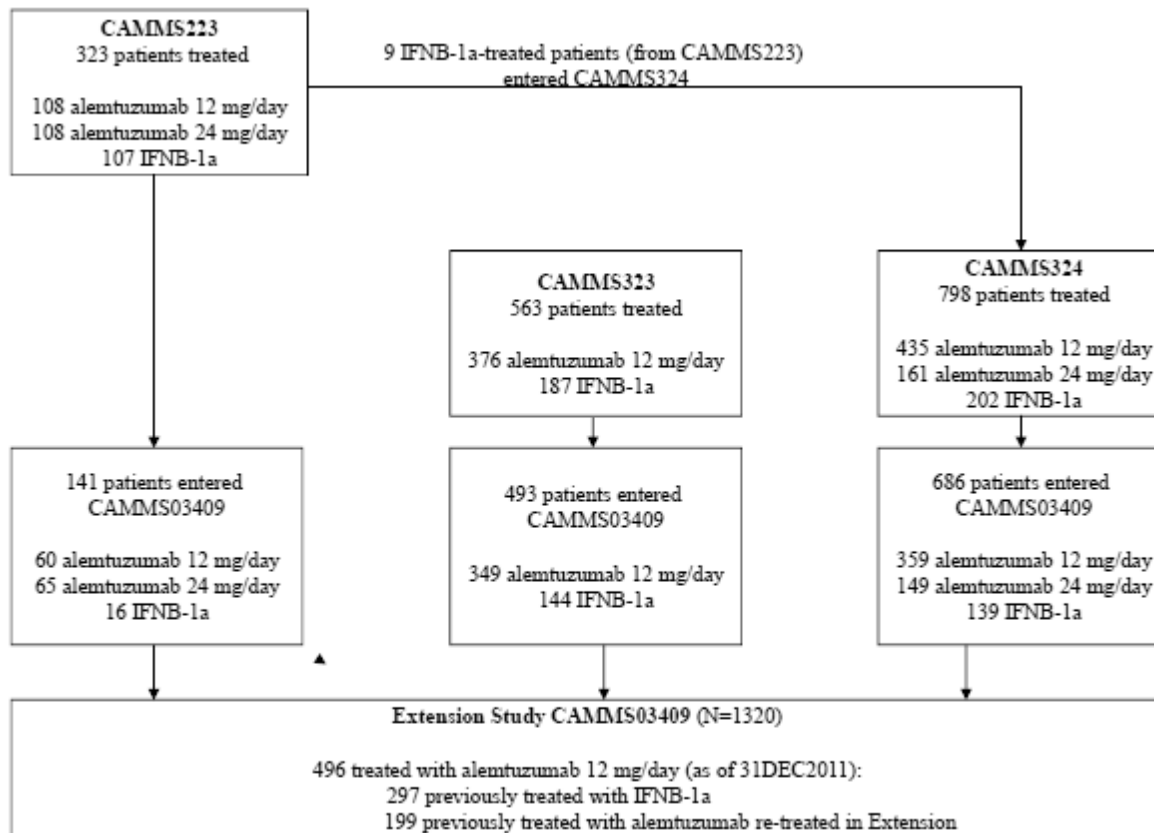 CAMMS223
323 patients treated
108 alemtuzumab 12 mg/day
108 alemtuzumab 24 mg/day
107 IFNB-1a
9 IFNB-1a-treated patients (from CAMMS223)
entered CAMMS324
CAMMS323
563 patients treated
376 alemtuzumab 12 mg/day
187 IFNB-1a
CAMMS324
798 patients treated
435 alemtuzumab 12 mg/day
161 alemtuzumab 24 mg/day
202 IFNB-1a
141 patients entered
CAMMS03409
60 alemtuzumab 12 mg/day
65 alemtuzumab 24 mg/day
16 IFNB-1a
493 patients entered
CAMMS03409
349 alemtuzumab 12 mg/day
144 IFNB-1a
686 patients entered
CAMMS03409
359 alemtuzumab 12 mg/day
149 alemtuzumab 24 mg/day
139 IFNB-1a
Extension Study CAMMS03409 (N=1320)
496 treated with alemtuzumab 12 mg/day (as of 31DEC2011):
297 previously treated with IFNB-1a
199 previously treated with alemtuzumab re-treated in Extension